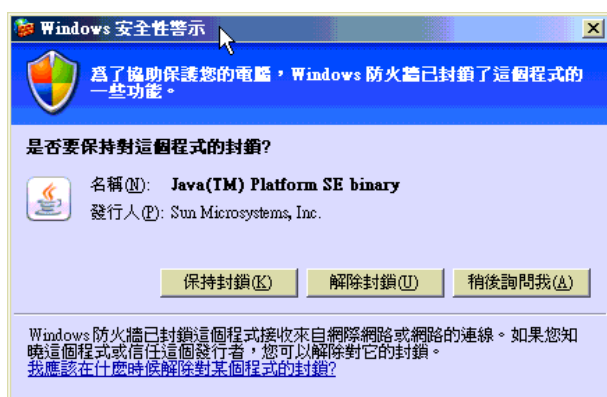 Windows 安全性警示
為了協助保護您的電腦，Windows 防火牆已封鎖了這個程式的
一些功能。
是否要保持對這個程式的封鎖?
名稱(N): Java(TM) Platform SE binary
發行人(P): Sun Microsystems, Inc.
保持封鎖(K) 解除封鎖(U) 稍後詢問我(A)
Windows 防火牆已封鎖這個程式接收來自網際網路或網路的連線。如果您知
曉這個程式或信任這個發行者，您可以解除對它的封鎖。
我應該在什麼時候解除對某個程式的封鎖?